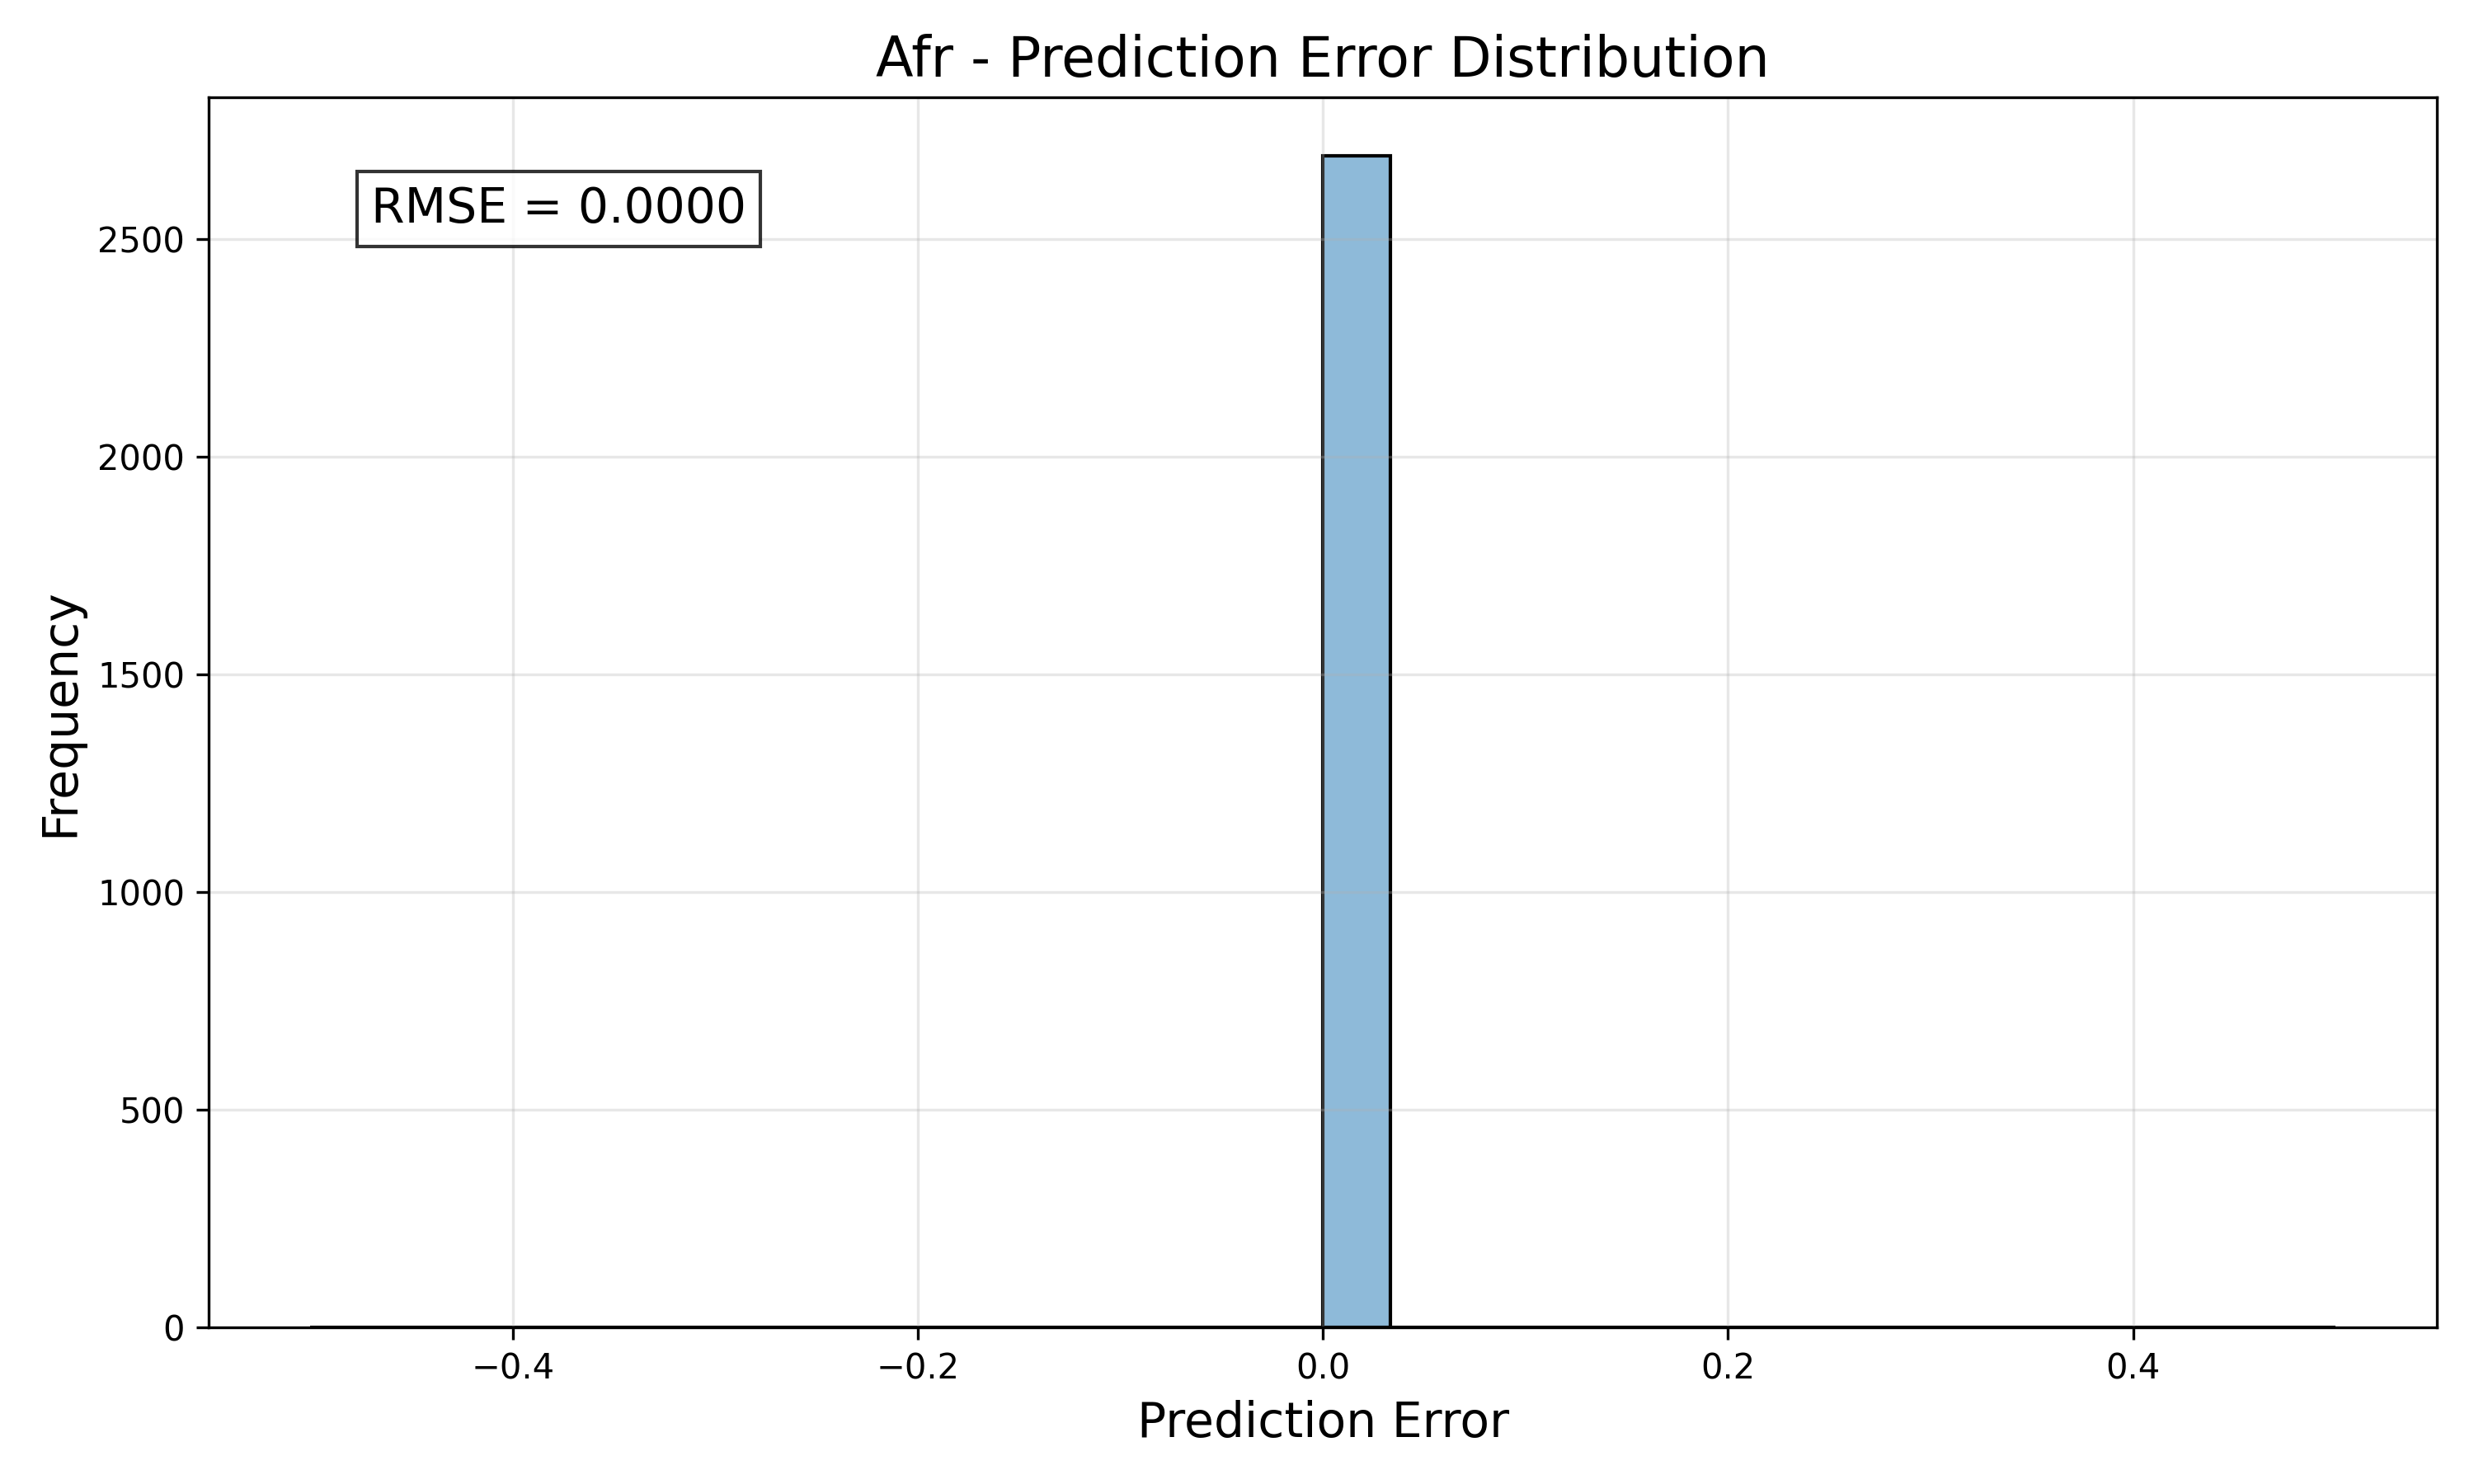 Afr - Prediction Error Distribution
RMSE = 0.0000
2500
2000
1500
1000
500
0
Frequency
−0.4
−0.2
0.0
0.2
0.4
Prediction Error